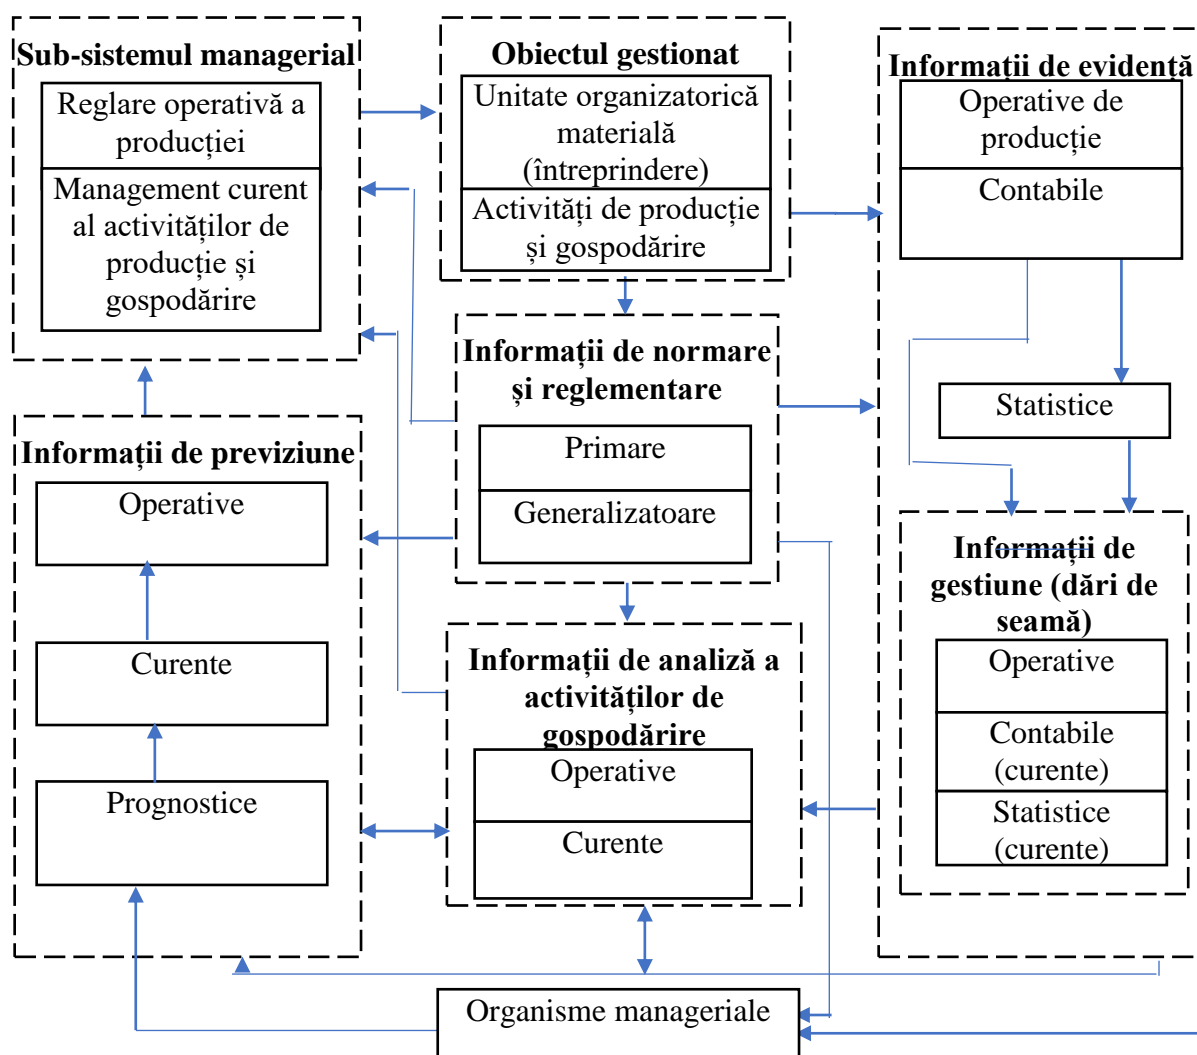 Sub-sistemul managerial
Reglare operativă a
producției
Management curent
al activităților de
producție și
gospodărire
Obiectul gestionat
Unitate organizatorică
materială
(întreprindere)
Activități de producție
și gospodărire
Informații de evidență
Operative de
producție
Contabile
Statistice
Informații de normare
și reglementare
Primare
Generalizatoare
Informații de previziune
Operative
Curente
Prognostice
Informații de analiză a
activităților de
gospodărire
Operative
Curente
Informații de
gestiune (dări de
seamă)
Operative
Contabile
(curente)
Statistice
(curente)
Organisme manageriale